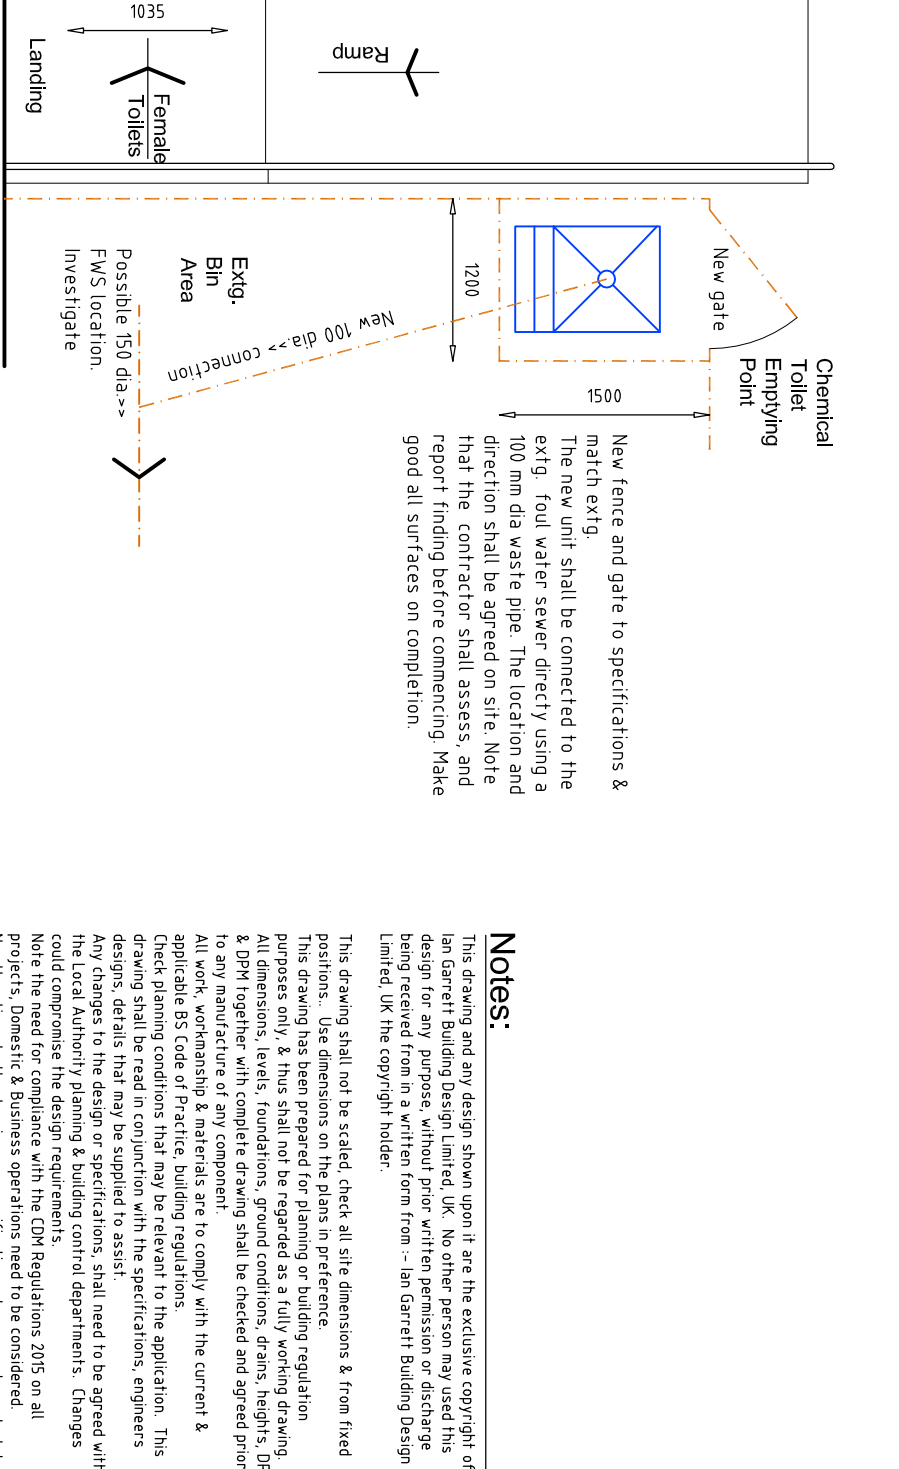 1035
Landing
Female
Toilets
Ramp
Extg.
Bin
Area
Possible 150 dia.>>
FWS location.
Investigate
New 100 dia.>> connection
1200
New gate
Chemical
Toilet
Emptying
Point
1500
New fence and gate to specifications &
match extg.
The new unit shall be connected to the
extg. foul water sewer directy using a
100 mm dia waste pipe. The location and
direction shall be agreed on site. Note
that the contractor shall assess, and
report finding before commencing. Make
good all surfaces on completion.
Notes:
This drawing and any design shown upon it are the exclusive copyright of
Ian Garrett Building Design Limited, UK. No other person may used this
design for any purpose, without prior written permission or discharge
being received from in a written form from :- Ian Garrett Building Design
Limited, UK the copyright holder.
This drawing shall not be scaled, check all site dimensions & from fixed
positions.. Use dimensions on the plans in preference.
This drawing has been prepared for planning or building regulation
purposes only, & thus shall not be regarded as a fully working drawing.
All dimensions, levels, foundations, ground conditions, drains, heights, DP
& DPM together with complete drawing shall be checked and agreed prior
to any manufacture of any component.
All work, workmanship & materials are to comply with the current &
applicable BS Code of Practice, building regulations.
Check planning conditions that may be relevant to the application. This
drawing shall be read in conjunction with the specifications, engineers
designs, details that may be supplied to assist.
Any changes to the design or specifications, shall need to be agreed with
the Local Authority planning & building control departments. Changes
could compromise the design requirements.
Note the need for compliance with the CDM Regulations 2015 on all
projects, Domestic & Business operations need to be considered.